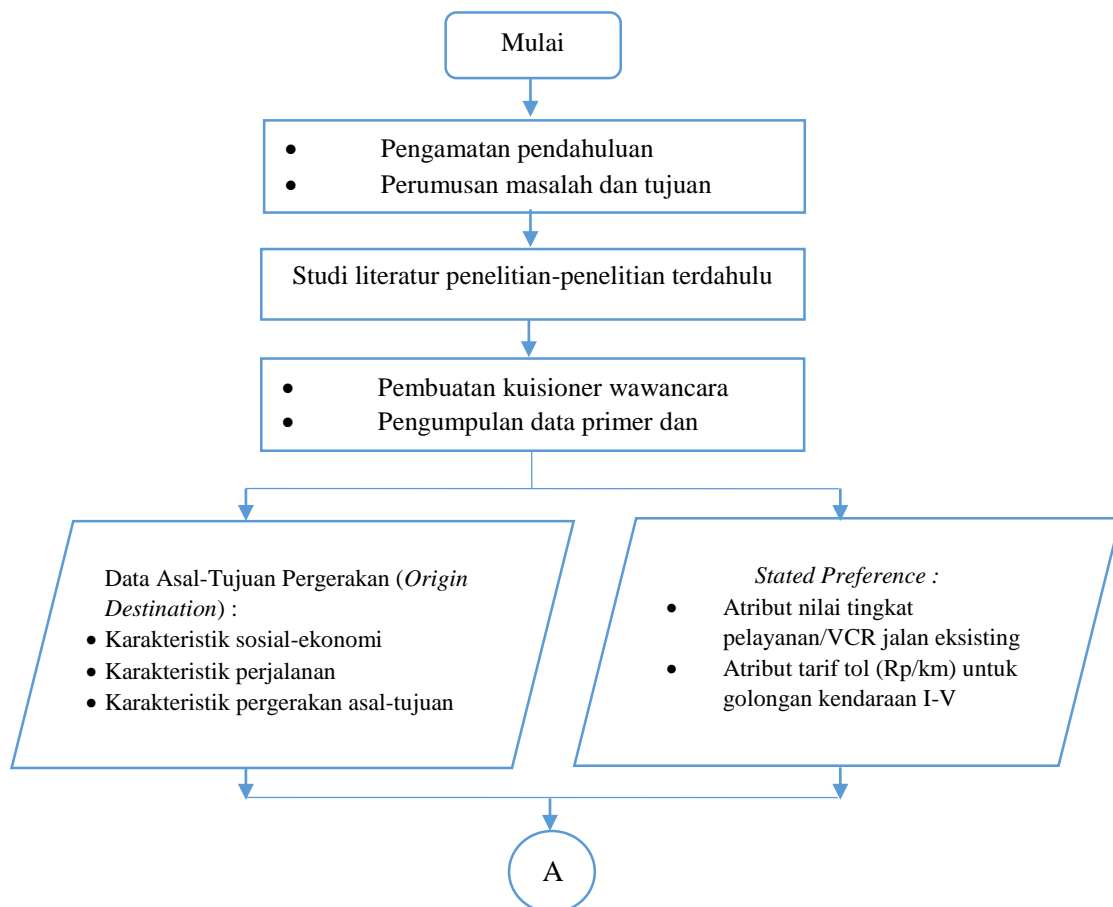 Mulai
• Pengamatan pendahuluan
• Perumusan masalah dan tujuan
Studi literatur penelitian-penelitian terdahulu
• Pembuatan kuisioner wawancara
• Pengumpulan data primer dan
Data Asal-Tujuan Pergerakan (Origin
Destination) :
• Karakteristik sosial-ekonomi
• Karakteristik perjalanan
• Karakteristik pergerakan asal-tujuan
Stated Preference :
• Atribut nilai tingkat
pelayanan/VCR jalan eksisting
• Atribut tarif tol (Rp/km) untuk
golongan kendaraan I-V
A